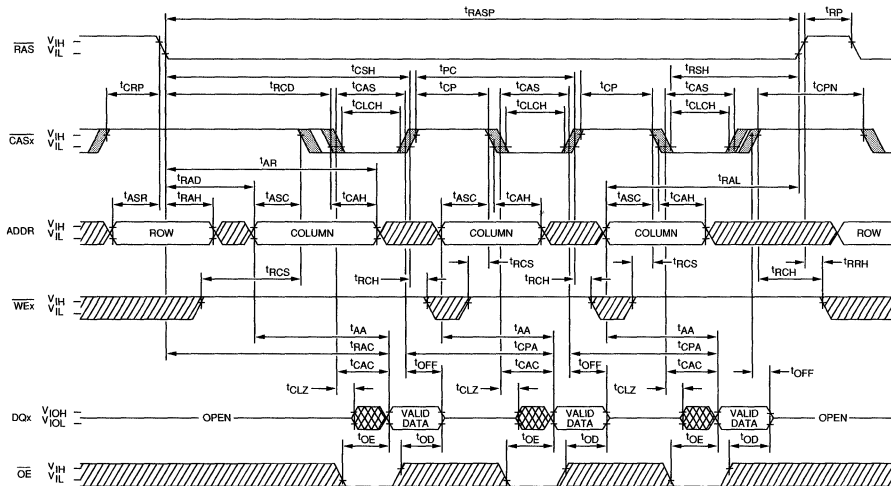 tRASP tRP
RAS VIH
VIL
tCSH tPC tRSH
tCRP tRCD tCAS tCP tCAS tCP tCAS tCPN
tCLCH tCLCH tCLCH
CASx VIH
VIL
tAR
tRAD tRAL
tASR tRAH tASC tCAH tASC tCAH tASC tCAH
ADDR VIH
VIL
ROW COLUMN COLUMN COLUMN ROW
tRCS tRCH tRCS tRCH tRCS tRCH tRRH
WEx VIH
VIL
tAA tAA tAA
tRAC tCPA tCPA
tCAC tOFF tCAC tOFF tCAC tOFF
tCLZ tCLZ tCLZ
DQx VIOH
VIOL
OPEN VALID DATA VALID DATA VALID DATA OPEN
tOE tOD tOE tOD tOE tOD
OE VIH
VIL